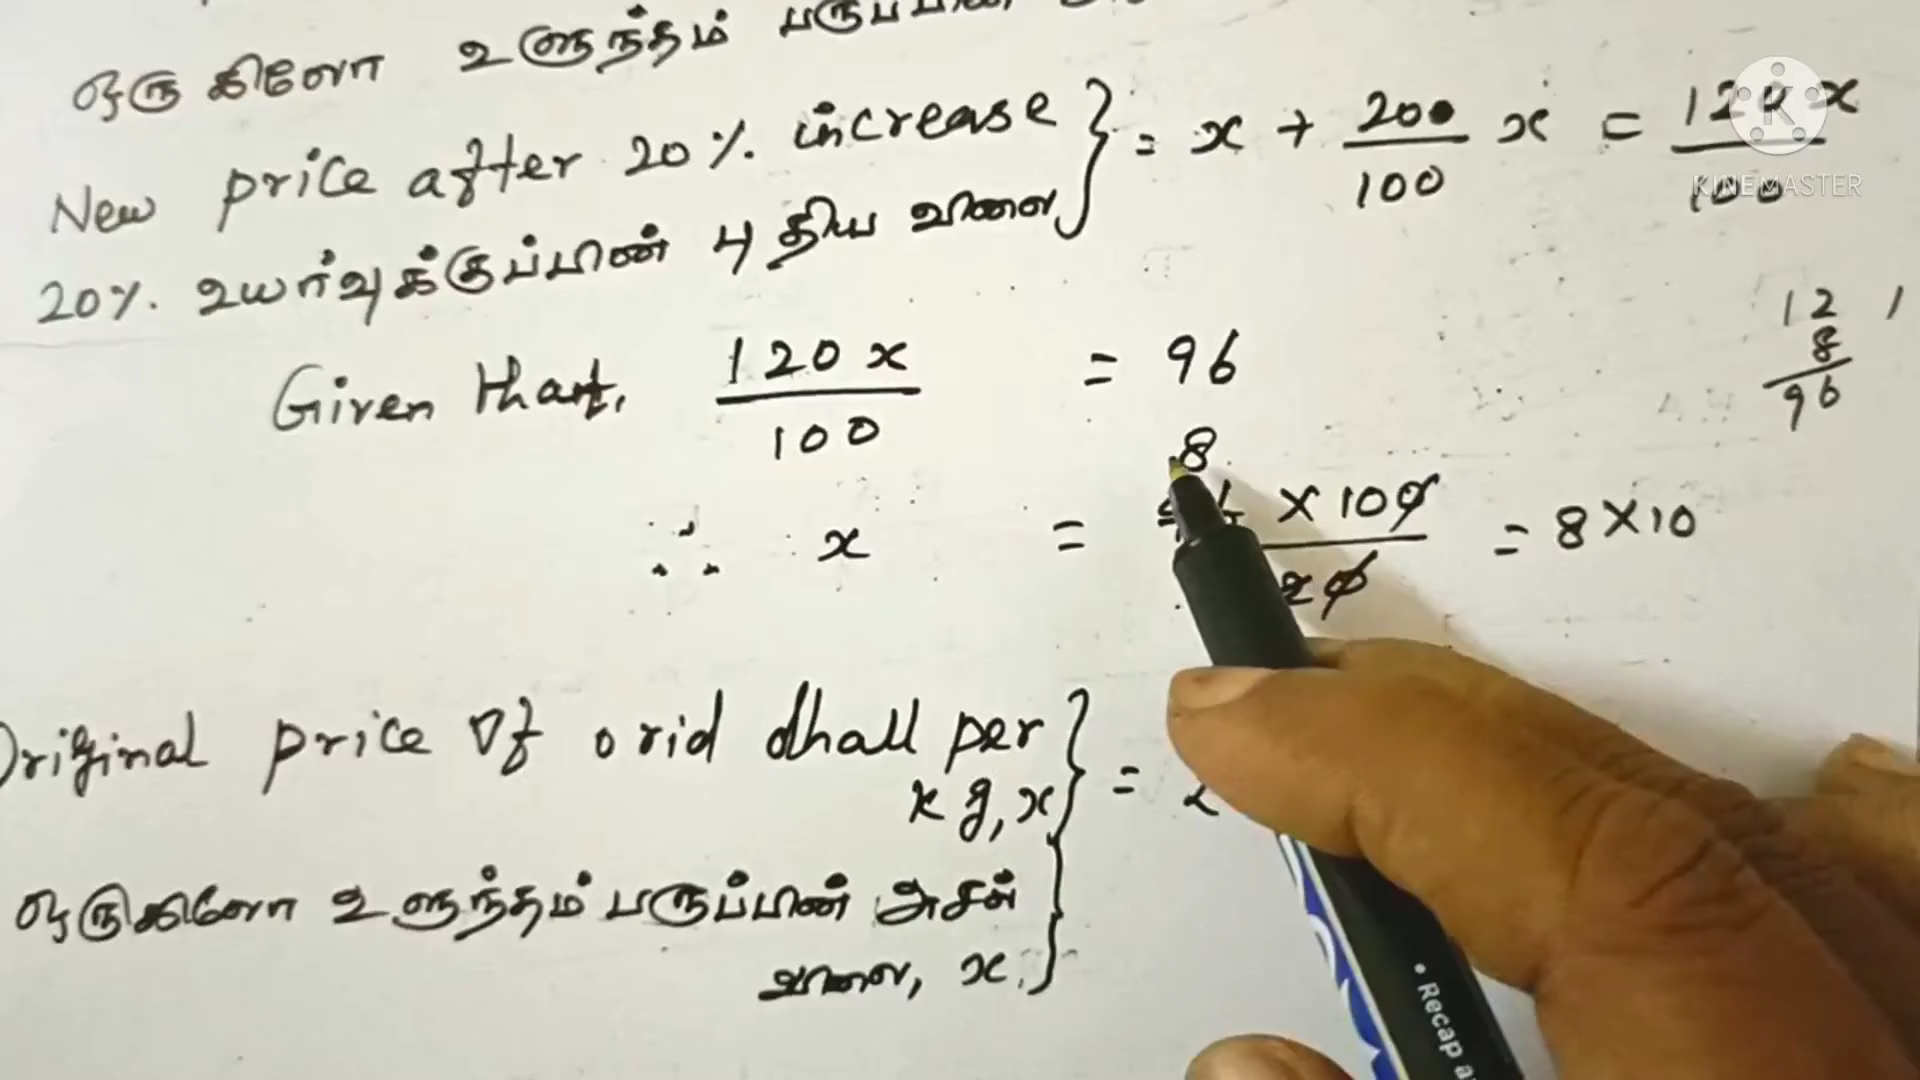 ஒரு கிலோ உளுந்தம்
New price after 20%. increase } = x + 200/100 x = 120x/100
20%. உயர்வுக்குப்பின் புதிய விலை
KINEMASTER
Given that, 120x/100 = 96
12
8
96
8
∴ x = × 100 = 8 × 10
Original price of orid dhall per kg, x } =
ஒருகிலோ உளுந்தம் பருப்பின் அசல் விலை, x.
• Recap